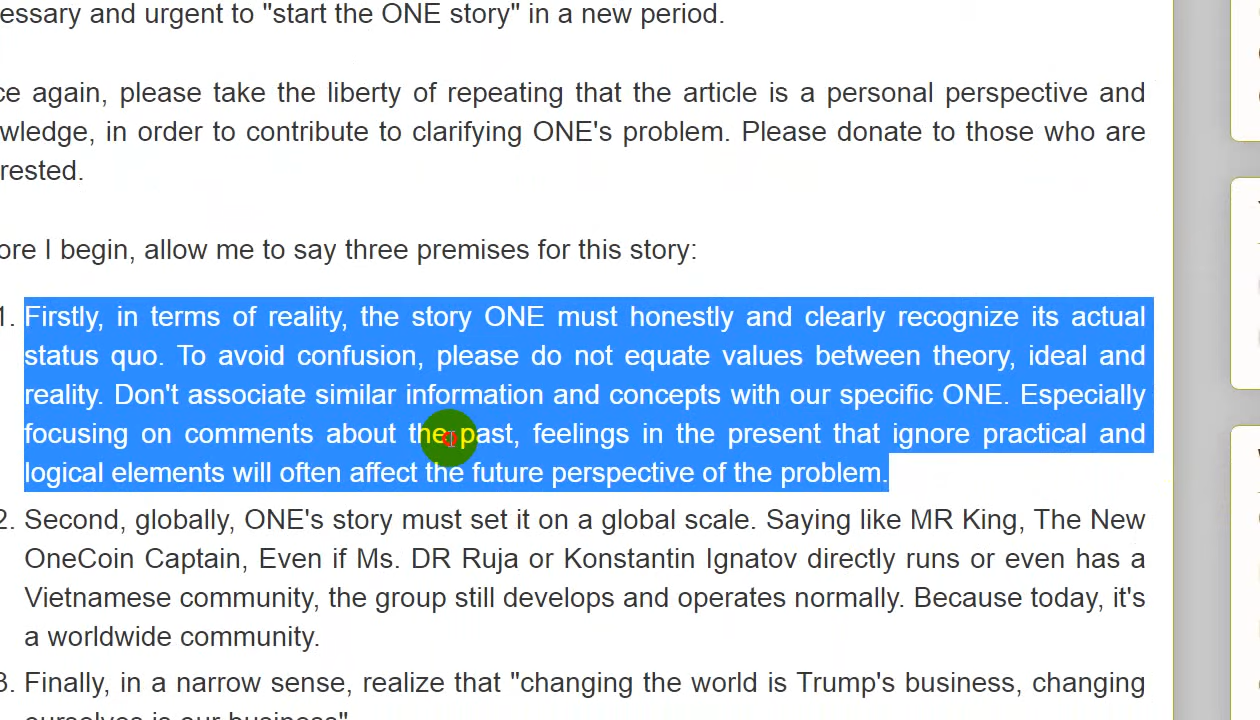 essary and urgent to "start the ONE story" in a new period.
ce again, please take the liberty of repeating that the article is a personal perspective and
wledge, in order to contribute to clarifying ONE's problem. Please donate to those who are
rested.
ore I begin, allow me to say three premises for this story:
1. Firstly, in terms of reality, the story ONE must honestly and clearly recognize its actual
status quo. To avoid confusion, please do not equate values between theory, ideal and
reality. Don't associate similar information and concepts with our specific ONE. Especially
focusing on comments about the past, feelings in the present that ignore practical and
logical elements will often affect the future perspective of the problem.
2. Second, globally, ONE's story must set it on a global scale. Saying like MR King, The New
OneCoin Captain, Even if Ms. DR Ruja or Konstantin Ignatov directly runs or even has a
Vietnamese community, the group still develops and operates normally. Because today, it's
a worldwide community.
3. Finally, in a narrow sense, realize that "changing the world is Trump's business, changing
ourselves is our business"